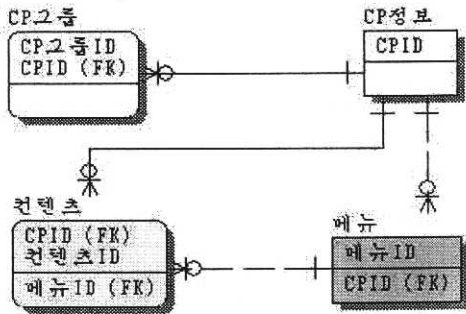 CP그룹
CP그룹ID
CPID (FK)
CP정보
CPID
컨텐츠
CPID (FK)
컨텐츠ID
메뉴ID (FK)
메뉴
메뉴ID
CPID (FK)